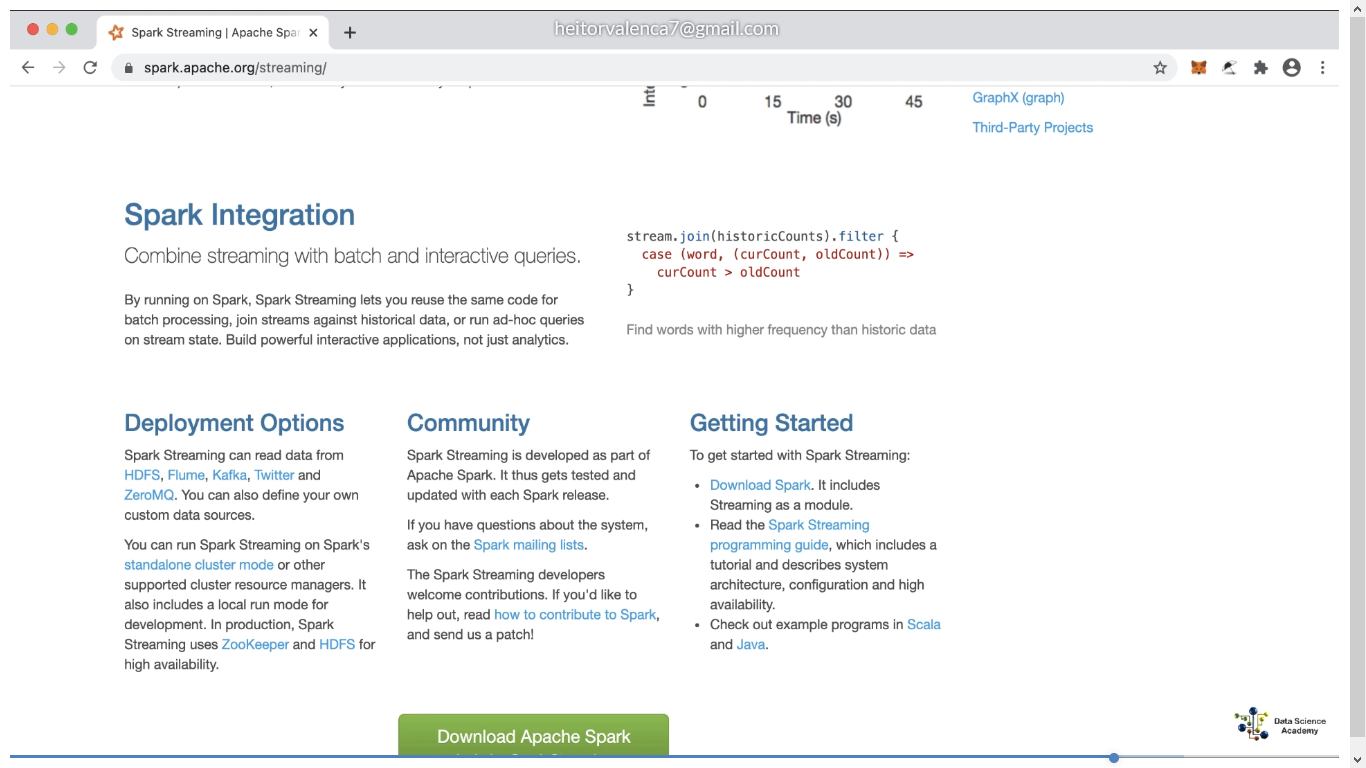 Spark Streaming | Apache Spar
heitorvalenca7@gmail.com
spark.apache.org/streaming/
0 15 30 45
Time (s)
GraphX (graph)
Third-Party Projects
Spark Integration
Combine streaming with batch and interactive queries.
By running on Spark, Spark Streaming lets you reuse the same code for
batch processing, join streams against historical data, or run ad-hoc queries
on stream state. Build powerful interactive applications, not just analytics.
stream.join(historicCounts).filter {
case (word, (curCount, oldCount)) =>
curCount > oldCount
}
Find words with higher frequency than historic data
Deployment Options
Spark Streaming can read data from
HDFS, Flume, Kafka, Twitter and
ZeroMQ. You can also define your own
custom data sources.
You can run Spark Streaming on Spark's
standalone cluster mode or other
supported cluster resource managers. It
also includes a local run mode for
development. In production, Spark
Streaming uses ZooKeeper and HDFS for
high availability.
Community
Spark Streaming is developed as part of
Apache Spark. It thus gets tested and
updated with each Spark release.
If you have questions about the system,
ask on the Spark mailing lists.
The Spark Streaming developers
welcome contributions. If you'd like to
help out, read how to contribute to Spark,
and send us a patch!
Getting Started
To get started with Spark Streaming:
• Download Spark. It includes
Streaming as a module.
• Read the Spark Streaming
programming guide, which includes a
tutorial and describes system
architecture, configuration and high
availability.
• Check out example programs in Scala
and Java.
Download Apache Spark
Data Science
Academy